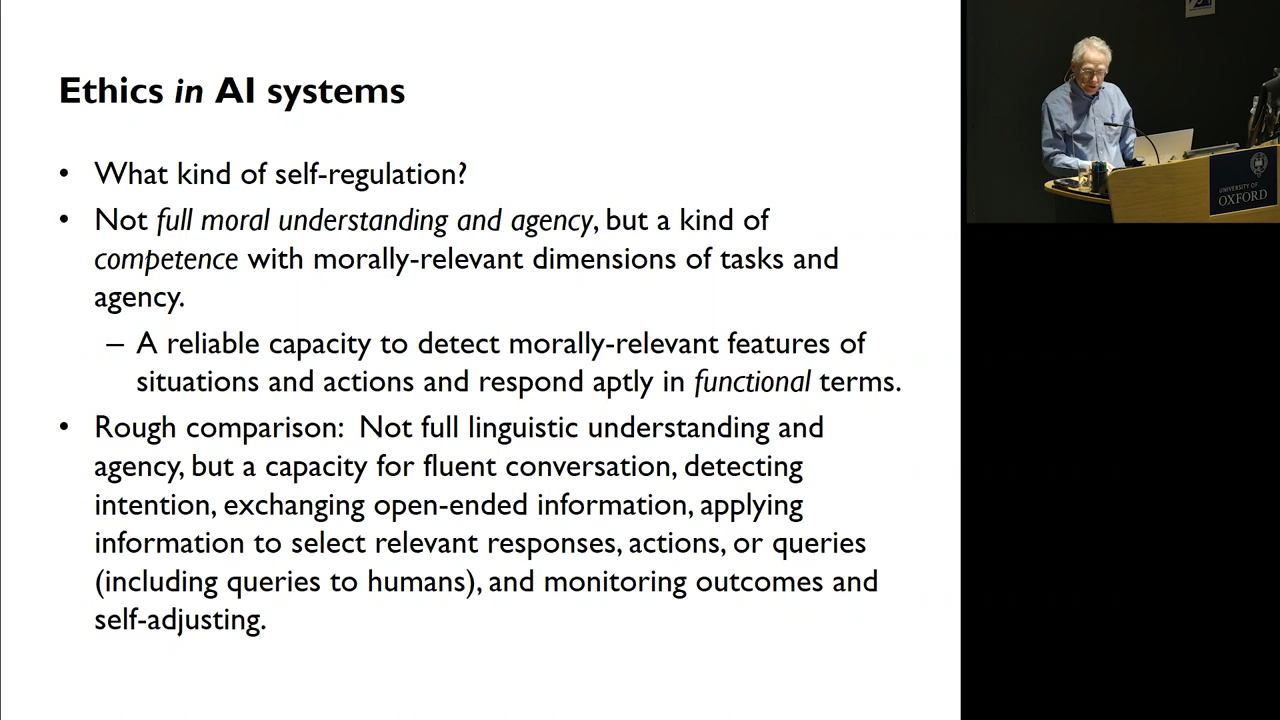 Ethics in AI systems
• What kind of self-regulation?
• Not full moral understanding and agency, but a kind of
competence with morally-relevant dimensions of tasks and
agency.
– A reliable capacity to detect morally-relevant features of
situations and actions and respond aptly in functional terms.
• Rough comparison: Not full linguistic understanding and
agency, but a capacity for fluent conversation, detecting
intention, exchanging open-ended information, applying
information to select relevant responses, actions, or queries
(including queries to humans), and monitoring outcomes and
self-adjusting.
UNIVERSITY OF
OXFORD